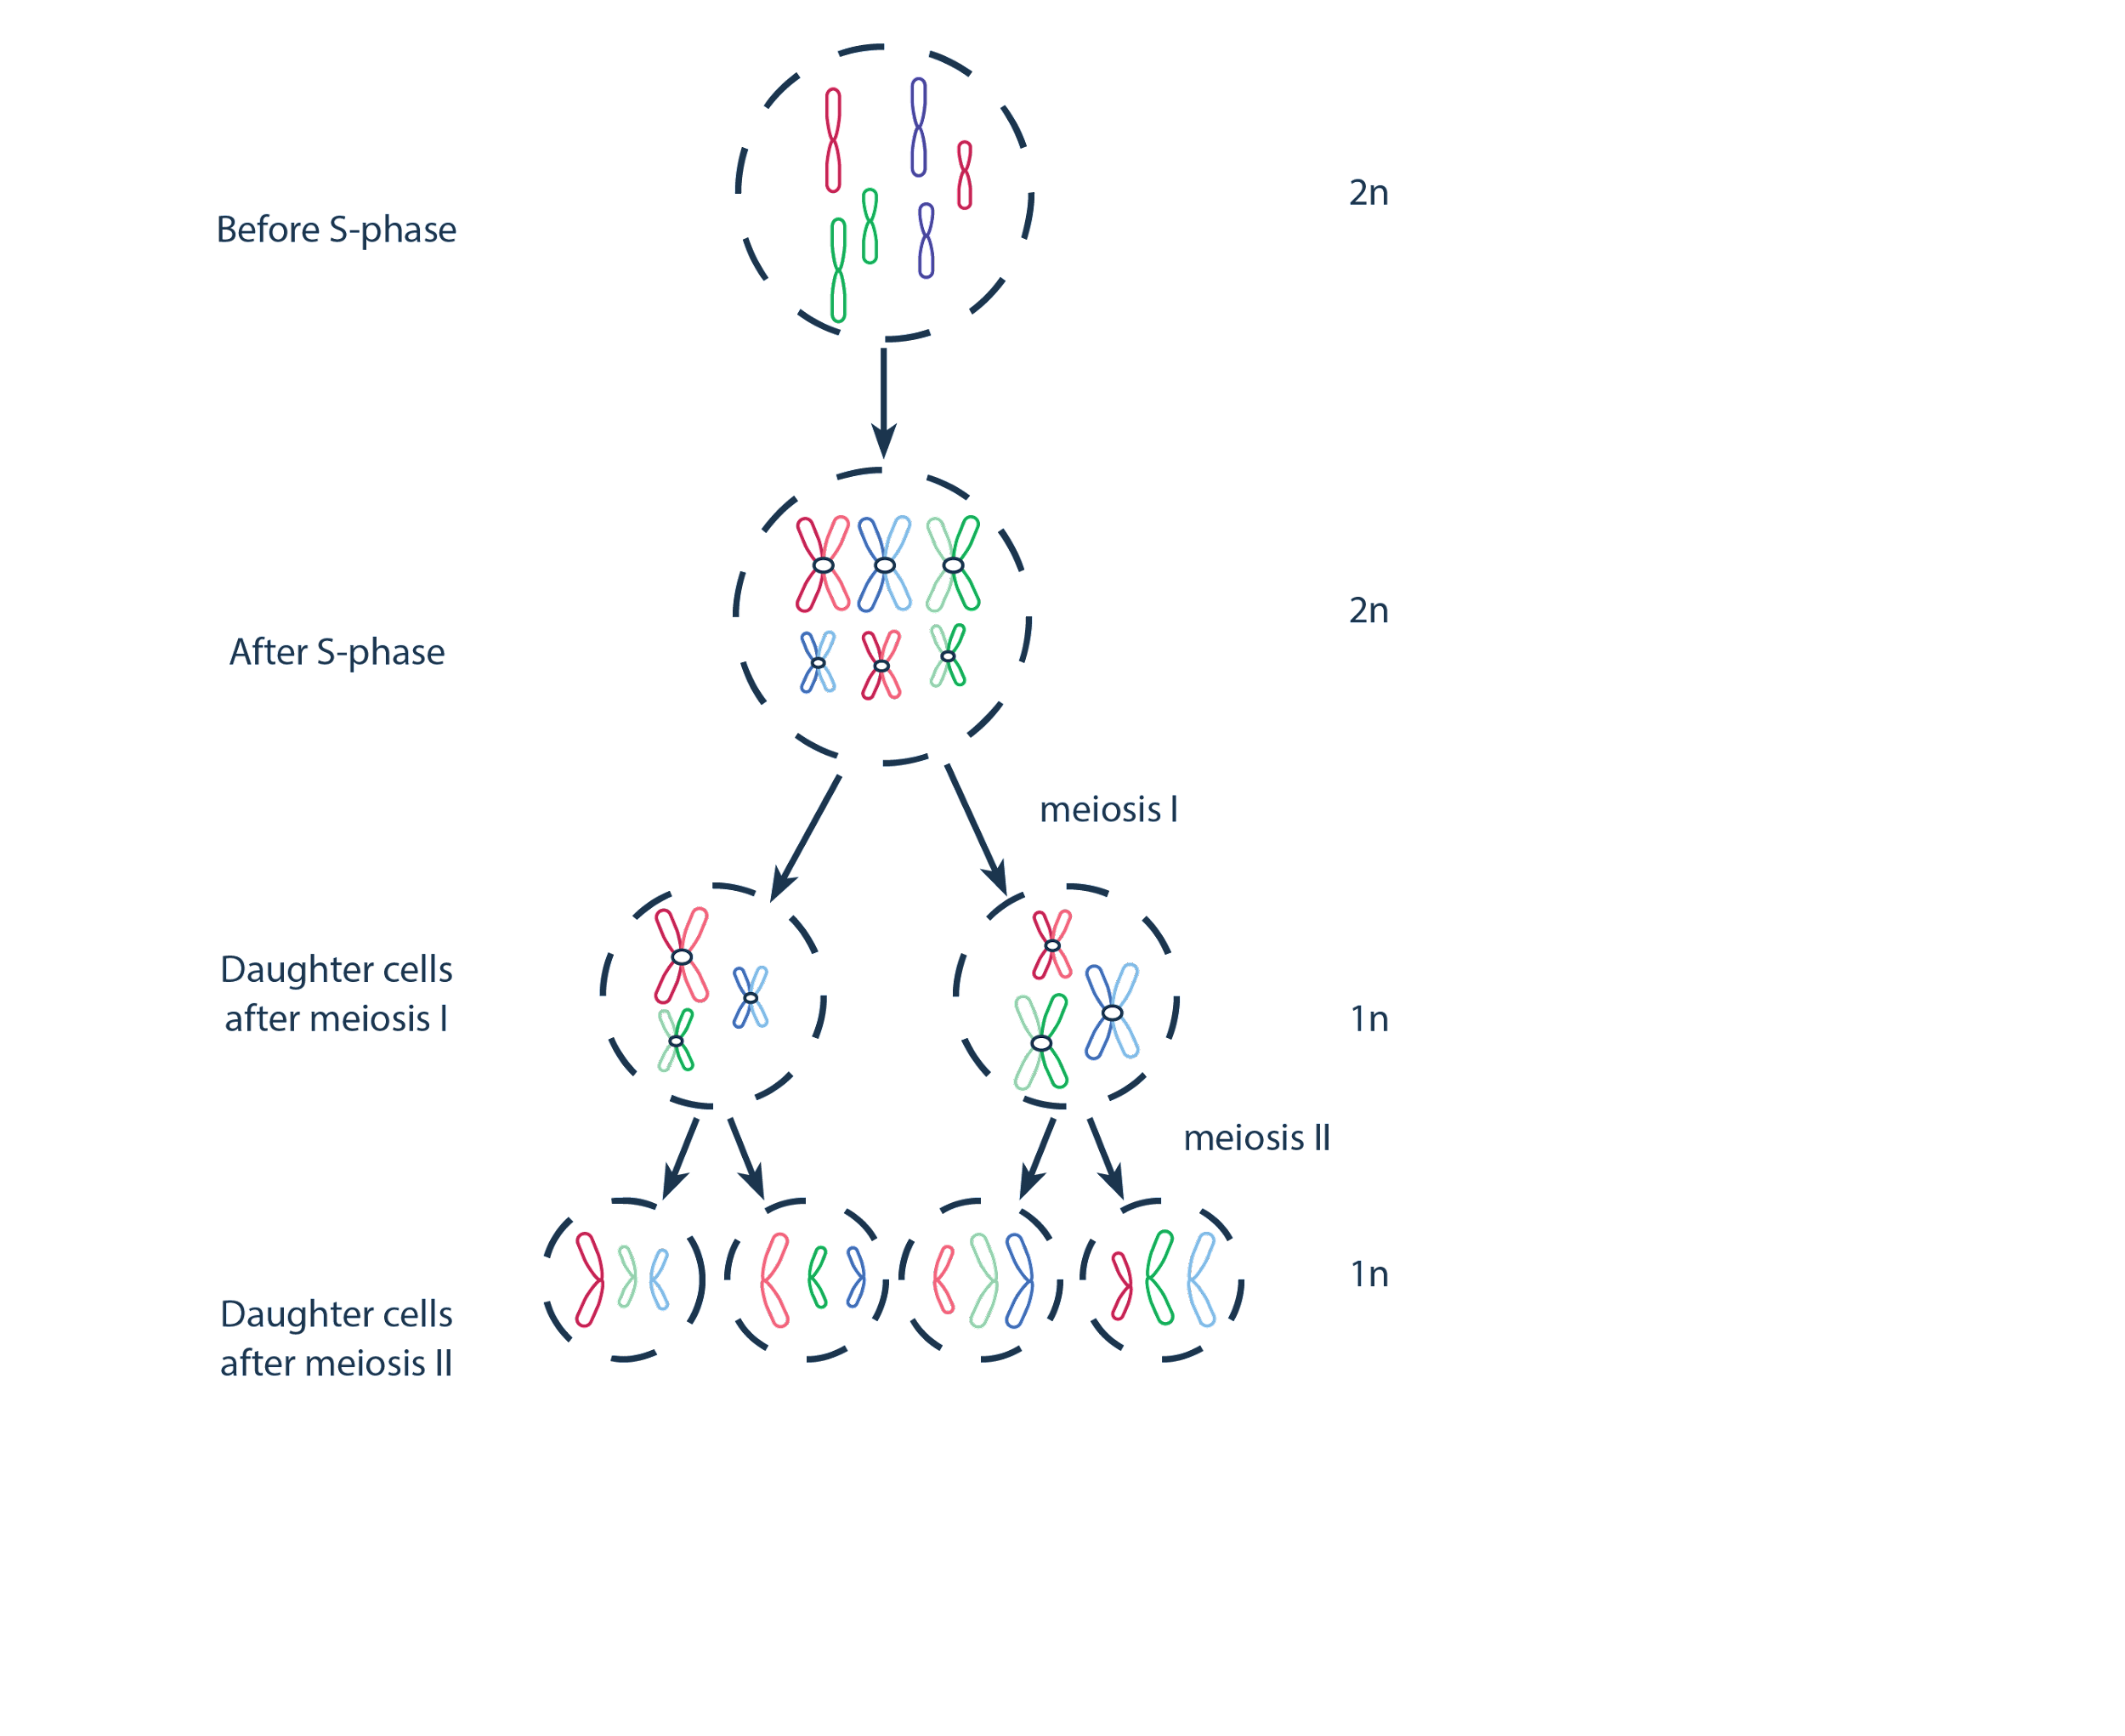 2n
Before S-phase
2n
After S-phase
meiosis I
Daughter cells
after meiosis I
1n
meiosis II
1n
Daughter cells
after meiosis II